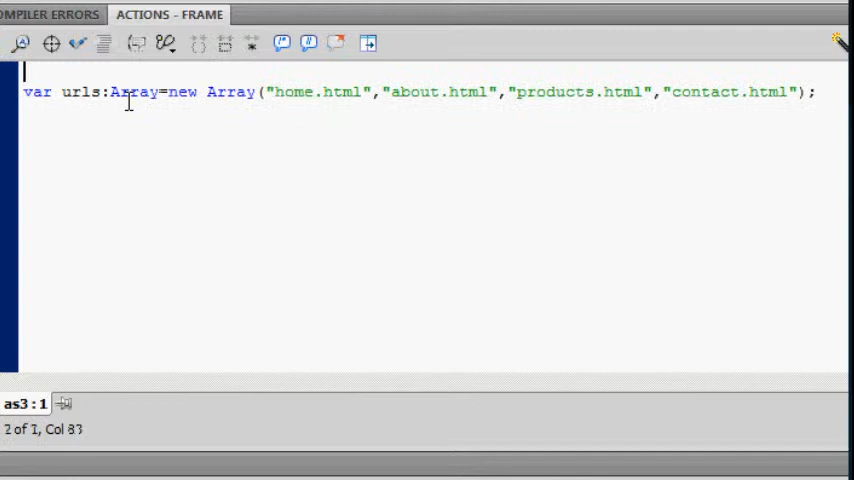 OMPILER ERRORS
ACTIONS - FRAME
var urls:Array=new Array("home.html","about.html","products.html","contact.html");
as3:1
2 of 1, Col 83